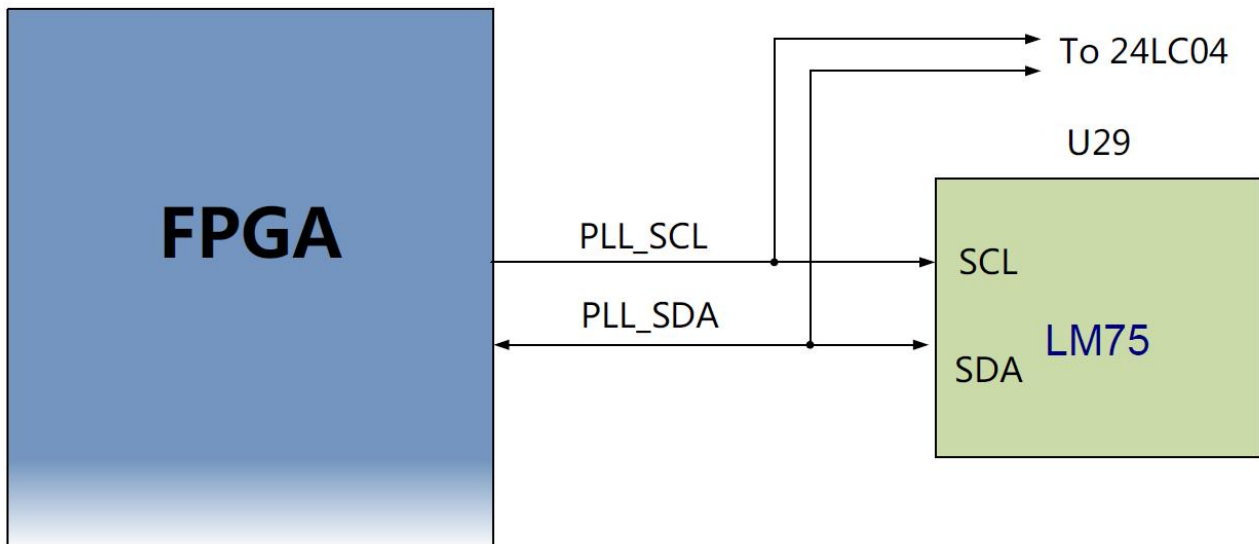 To 24LC04
U29
FPGA
PLL_SCL
SCL
PLL_SDA
LM75
SDA